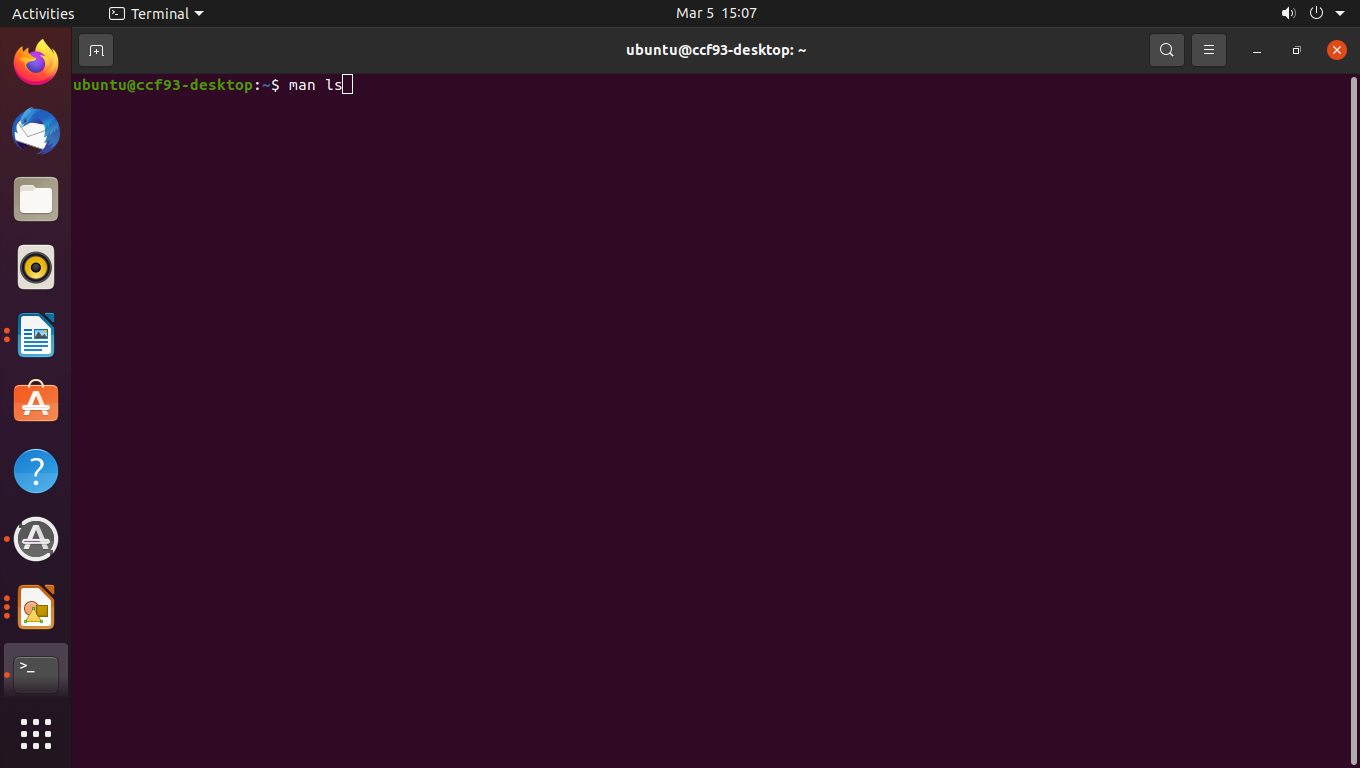 Activities
Terminal
Mar 5 15:07
ubuntu@ccf93-desktop: ~
ubuntu@ccf93-desktop:~$ man ls